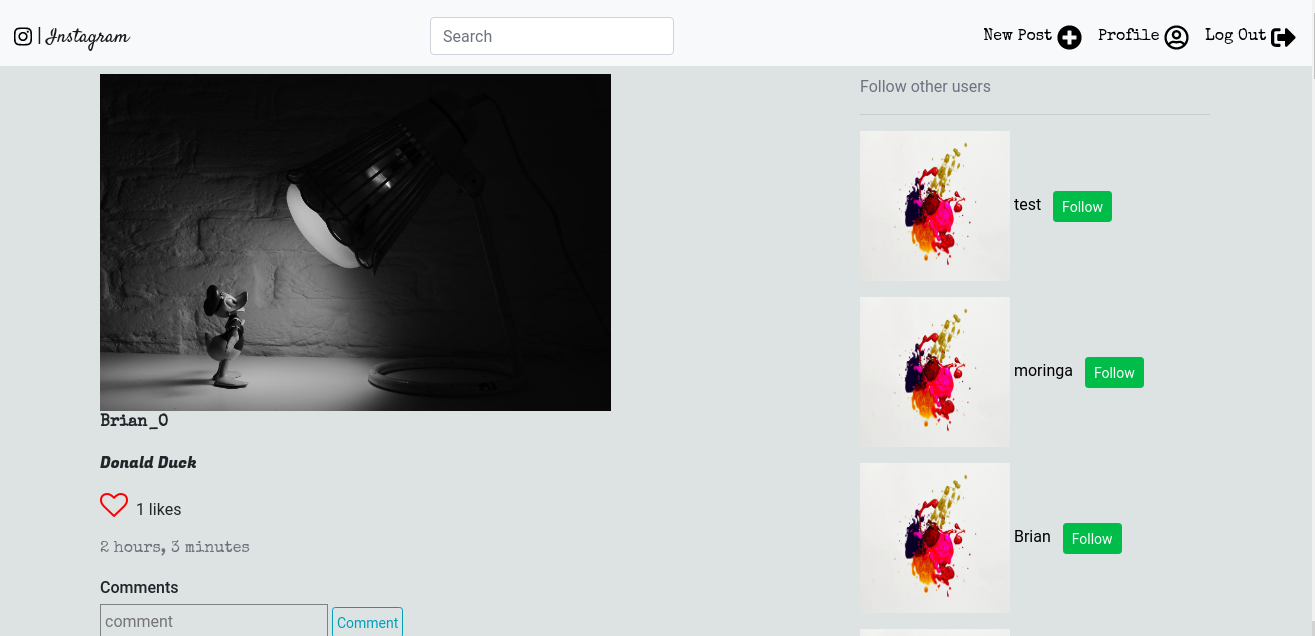 | Instagram
Search
New Post
Profile
Log Out
Follow other users
test Follow
moringa Follow
Brian Follow
Brian_O
Donald Duck
1 likes
2 hours, 3 minutes
Comments
comment
Comment